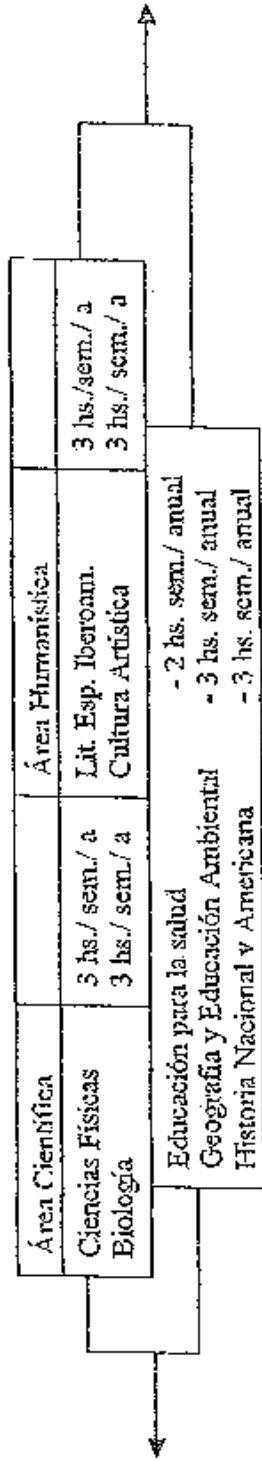 Área Científica Área Humanística
Ciencias Físicas 3 hs./ sem./ a Lit. Esp. Iberoam. 3 hs./sem./ a
Biología 3 hs./ sem./ a Cultura Artística 3 hs./ sem./ a
Educación para la salud - 2 hs. sem./ anual
Geografía y Educación Ambiental - 3 hs. sem./ anual
Historia Nacional y Americana - 3 hs. sem./ anual